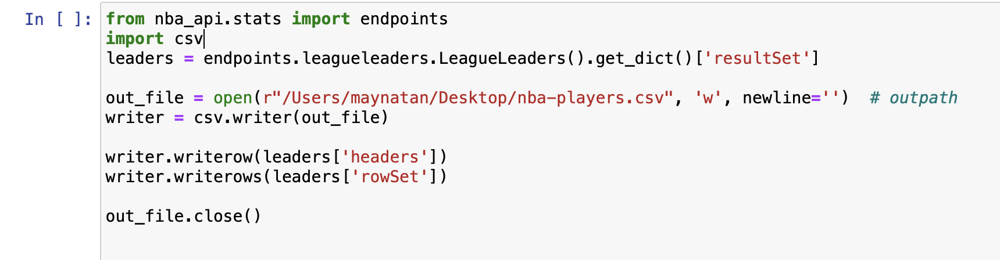 In [ ]: from nba_api.stats import endpoints
import csv
leaders = endpoints.leagueleaders.LeagueLeaders().get_dict()['resultSet']
out_file = open(r"/Users/maynatan/Desktop/nba-players.csv", 'w', newline='')  # outpath
writer = csv.writer(out_file)
writer.writerow(leaders['headers'])
writer.writerows(leaders['rowSet'])
out_file.close()